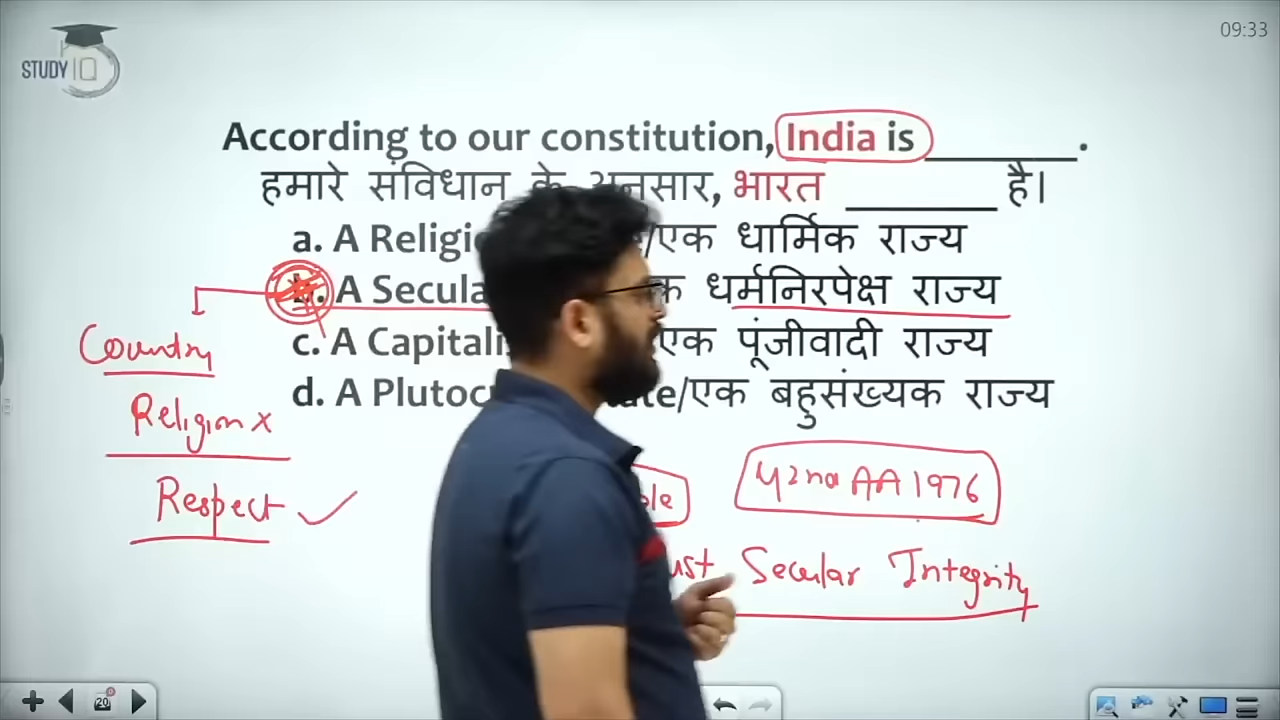 STUDY IQ
09:33
According to our constitution, India is ________.
हमारे संविधान के अनुसार, भारत ________ है।
a. A Religi /एक धार्मिक राज्य
b. A Secula क धर्मनिरपेक्ष राज्य
c. A Capitali एक पूंजीवादी राज्य
d. A Plutoc ate/एक बहुसंख्यक राज्य
Country
Religion x
Respect ✓
ble
42nd AA 1976
ust Secular Integrity
20